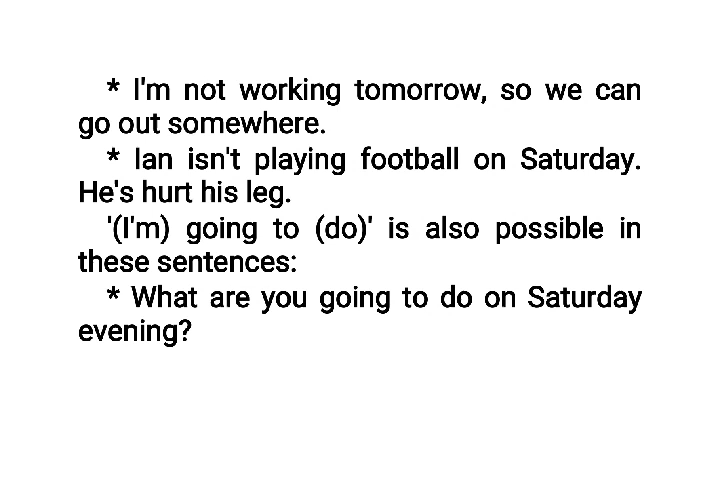 * I'm not working tomorrow, so we can
go out somewhere.
* Ian isn't playing football on Saturday.
He's hurt his leg.
'(I'm) going to (do)' is also possible in
these sentences:
* What are you going to do on Saturday
evening?